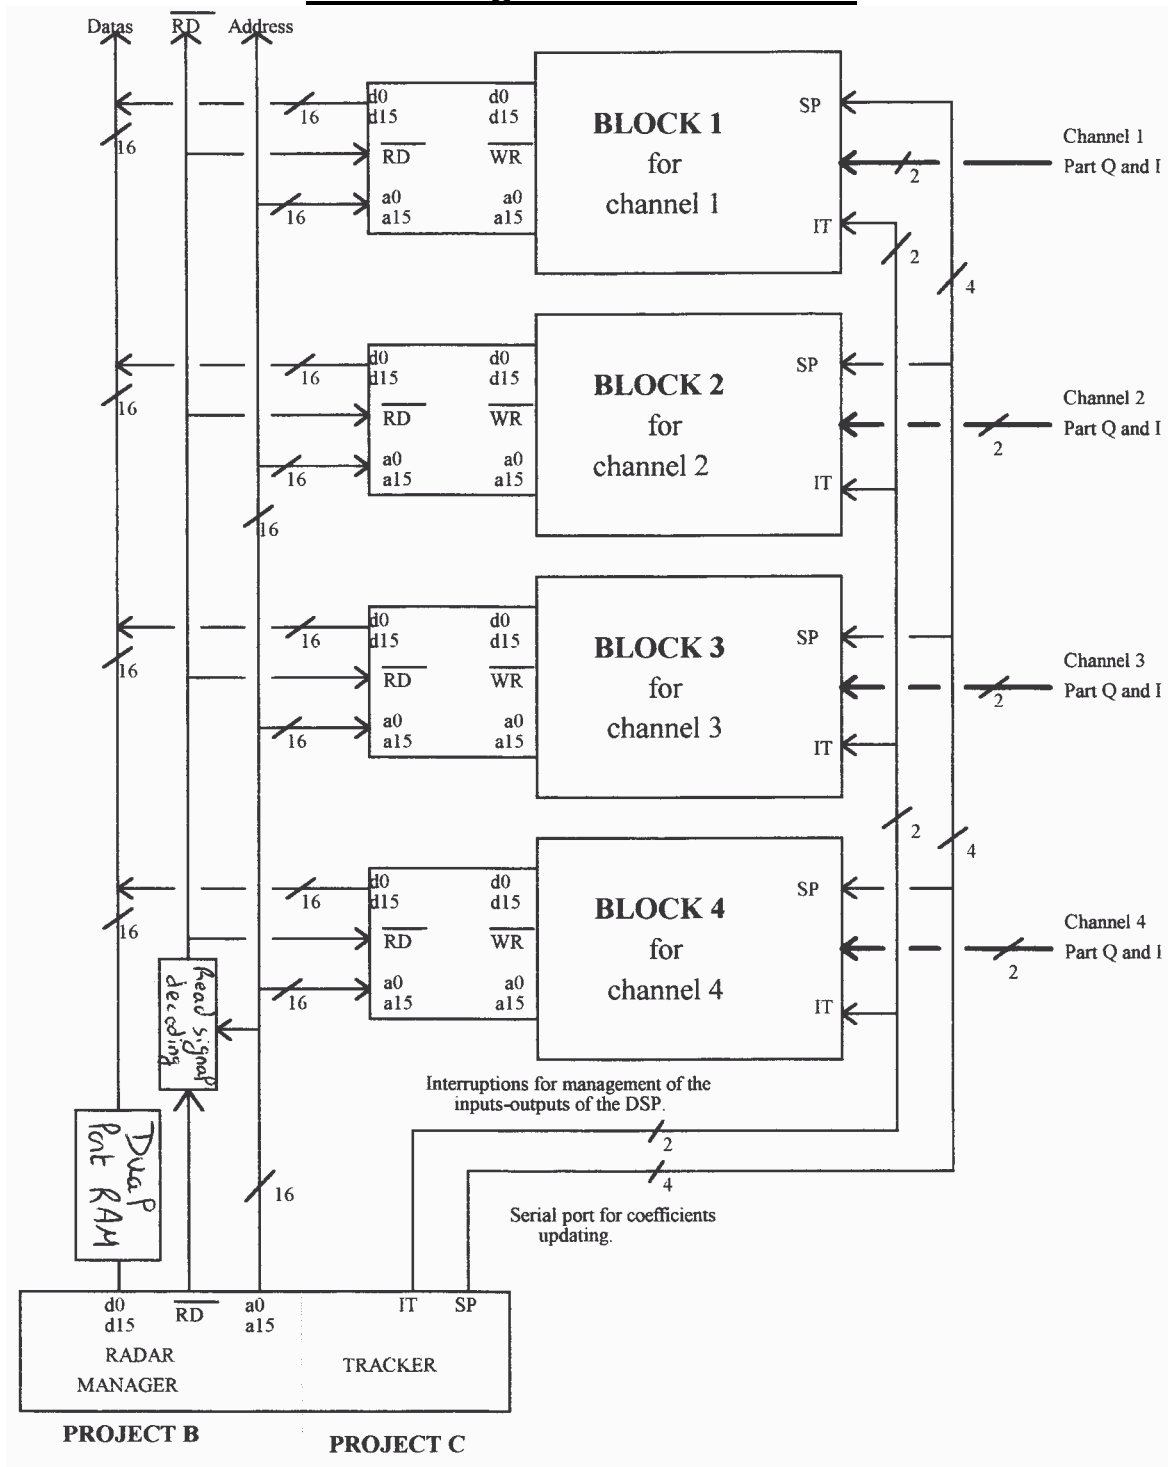 Datas RD Address
d0 d0
d15 d15
16
RD WR
a0 a0
a15 a15
16
16
BLOCK 1
for
channel 1
SP
IT
2
Channel 1
Part Q and I
2
4
d0 d0
d15 d15
16
RD WR
a0 a0
a15 a15
16
16
16
BLOCK 2
for
channel 2
SP
IT
Channel 2
Part Q and I
2
d0 d0
d15 d15
16
RD WR
a0 a0
a15 a15
16
16
BLOCK 3
for
channel 3
SP
IT
Channel 3
Part Q and I
2
2
4
d0 d0
d15 d15
16
RD WR
a0 a0
a15 a15
16
16
BLOCK 4
for
channel 4
SP
IT
Channel 4
Part Q and I
2
Read signal
decoding
Dual
Port RAM
16
Interruptions for management of the
inputs-outputs of the DSP.
2
4
Serial port for coefficients
updating.
d0 RD a0 IT SP
d15 a15
RADAR
MANAGER
TRACKER
PROJECT B
PROJECT C